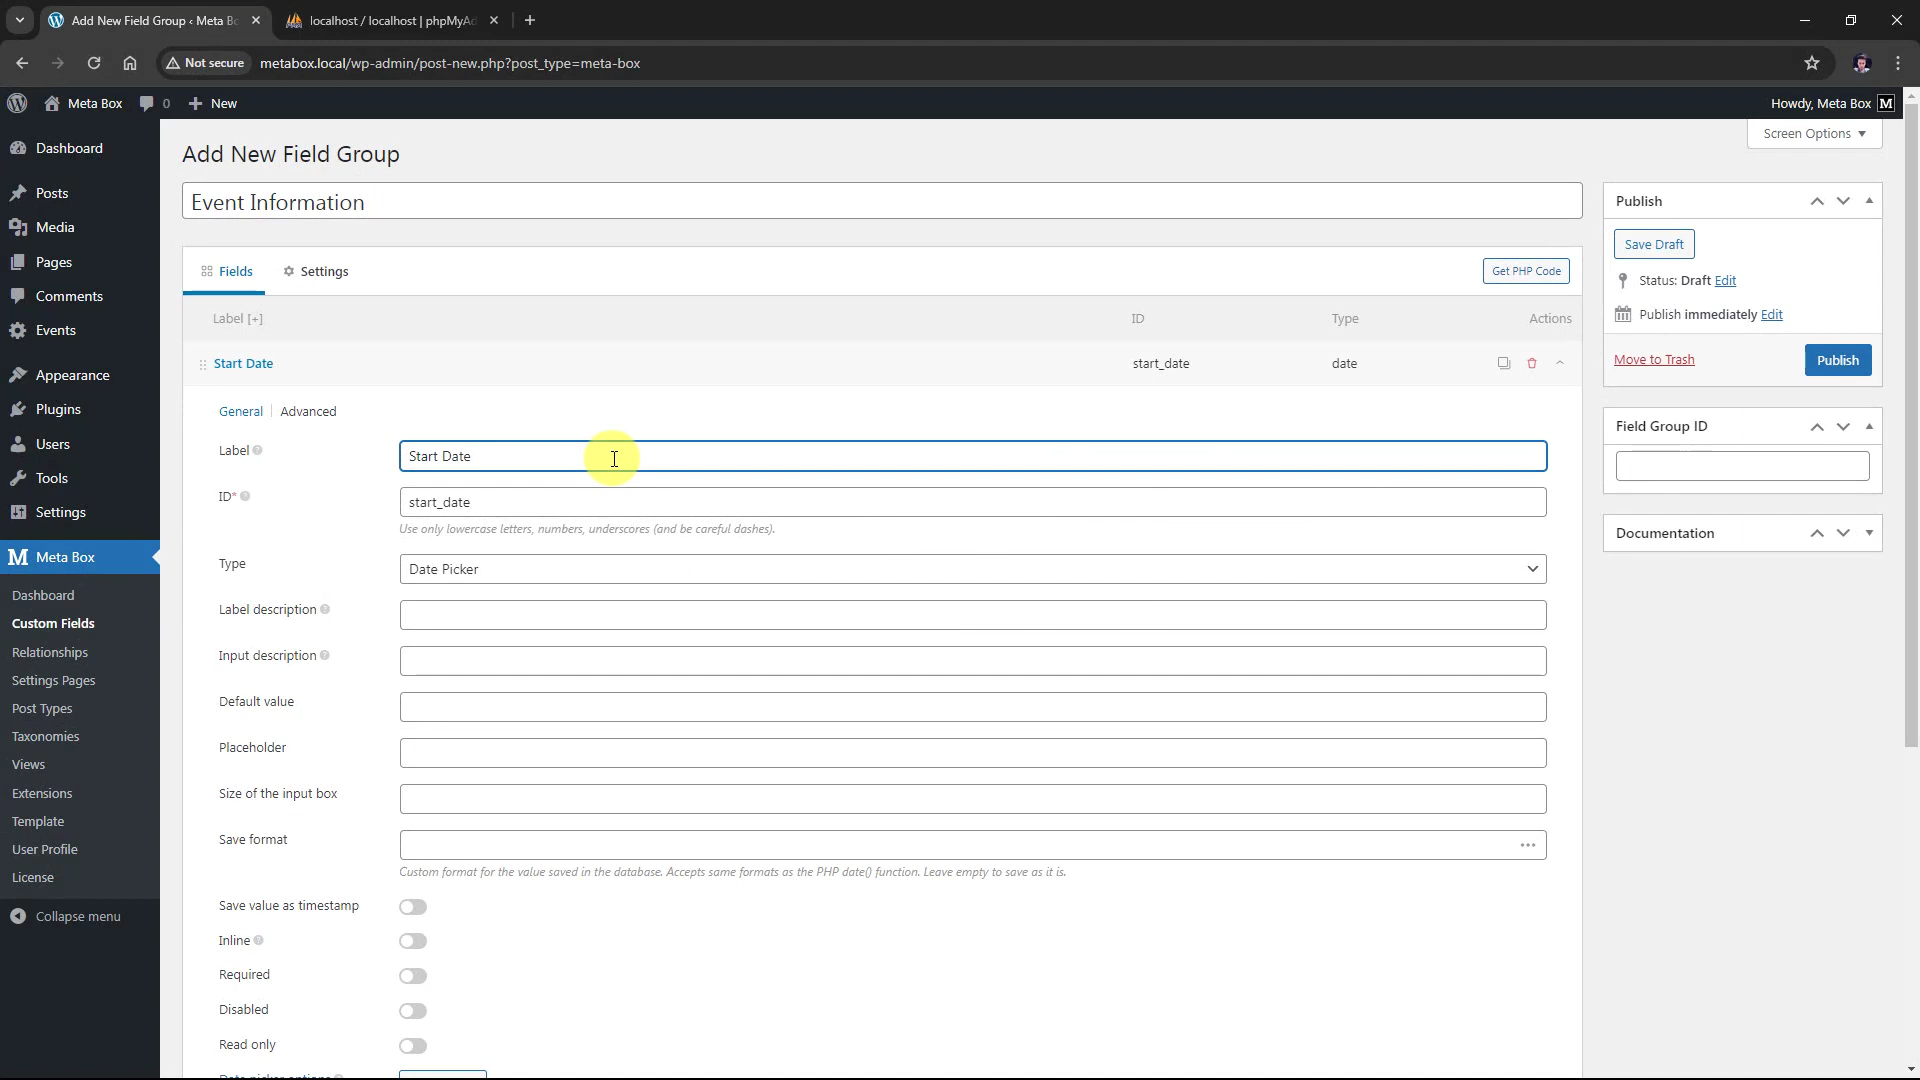 Add New Field Group ‹ Meta Bo
localhost / localhost | phpMyAd
Not secure
metabox.local/wp-admin/post-new.php?post_type=meta-box
Meta Box
0
New
Howdy, Meta Box
Screen Options
Dashboard
Posts
Media
Pages
Comments
Events
Appearance
Plugins
Users
Tools
Settings
Meta Box
Dashboard
Custom Fields
Relationships
Settings Pages
Post Types
Taxonomies
Views
Extensions
Template
User Profile
License
Collapse menu
Add New Field Group
Event Information
Fields
Settings
Get PHP Code
Label [+]
ID
Type
Actions
Start Date
start_date
date
General
Advanced
Label
Start Date
ID*
start_date
Use only lowercase letters, numbers, underscores (and be careful dashes).
Type
Date Picker
Label description
Input description
Default value
Placeholder
Size of the input box
Save format
Custom format for the value saved in the database. Accepts same formats as the PHP date() function. Leave empty to save as it is.
Save value as timestamp
Inline
Required
Disabled
Read only
Publish
Save Draft
Status: Draft Edit
Publish immediately Edit
Move to Trash
Publish
Field Group ID
Documentation